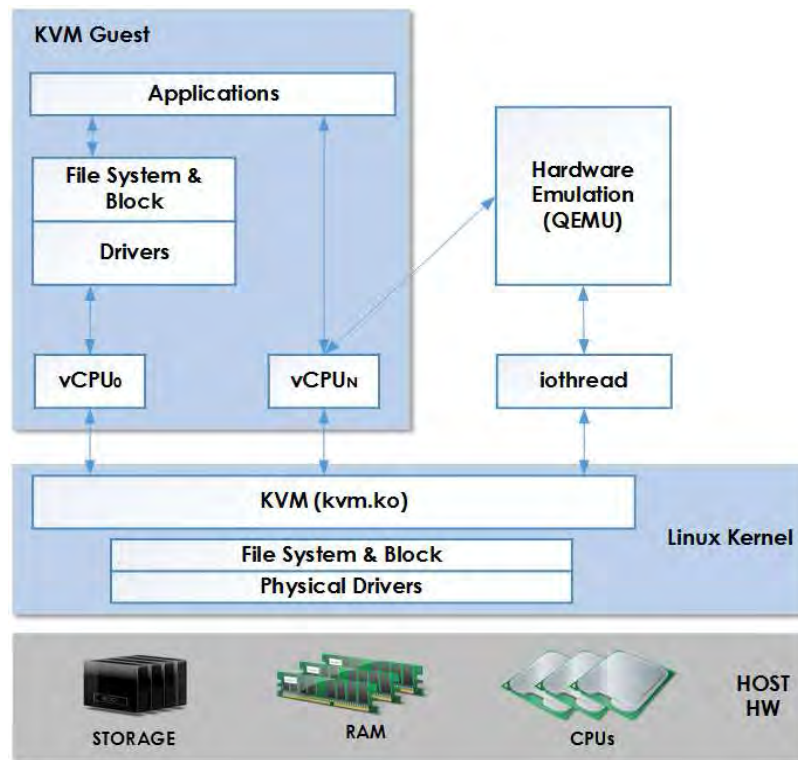 KVM Guest
Applications
File System &
Block
Drivers
Hardware
Emulation
(QEMU)
vCPU0
vCPUN
iothread
KVM (kvm.ko)
Linux Kernel
File System & Block
Physical Drivers
STORAGE
RAM
CPUs
HOST
HW